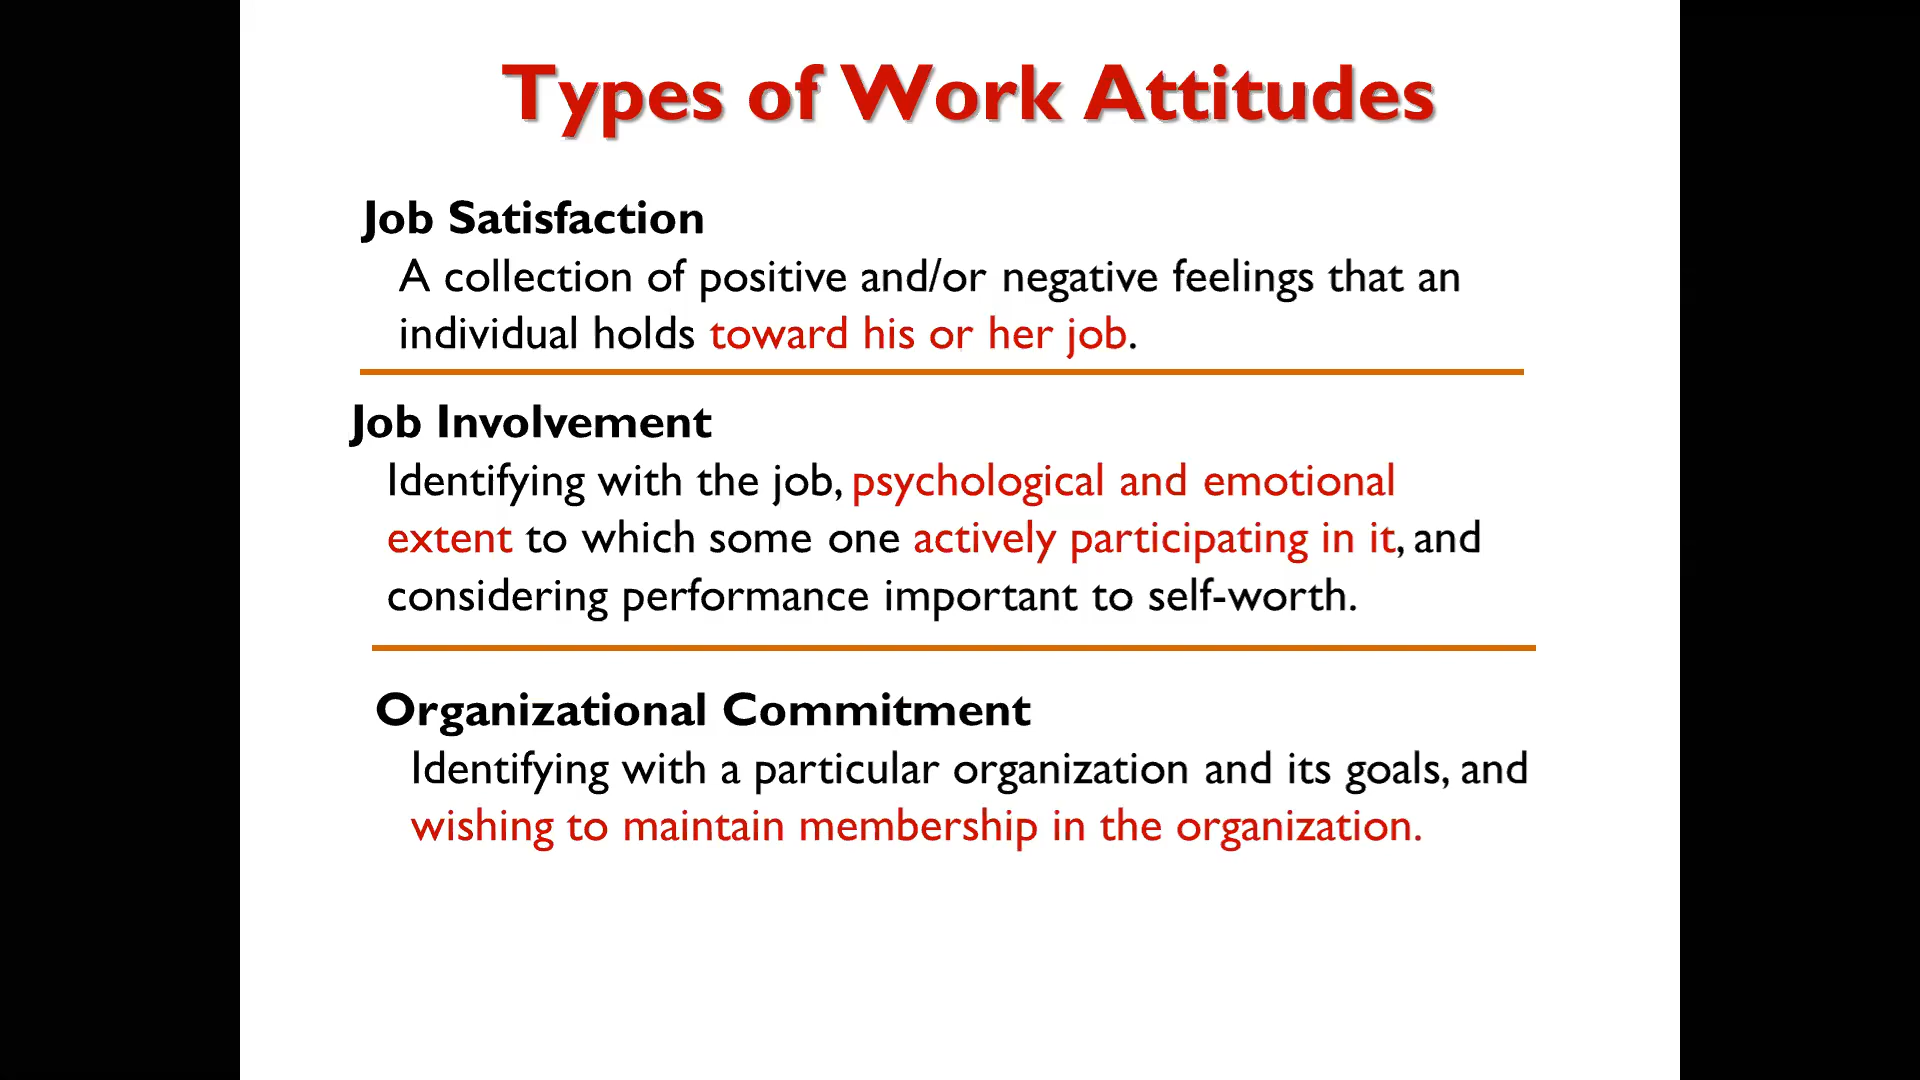 Types of Work Attitudes
Job Satisfaction
A collection of positive and/or negative feelings that an
individual holds toward his or her job.
Job Involvement
Identifying with the job, psychological and emotional
extent to which some one actively participating in it, and
considering performance important to self-worth.
Organizational Commitment
Identifying with a particular organization and its goals, and
wishing to maintain membership in the organization.